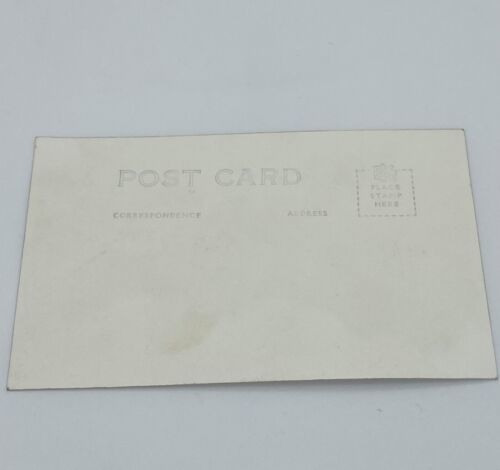 POST CARD
CORRESPONDENCE
ADDRESS
PLACE
STAMP
HERE